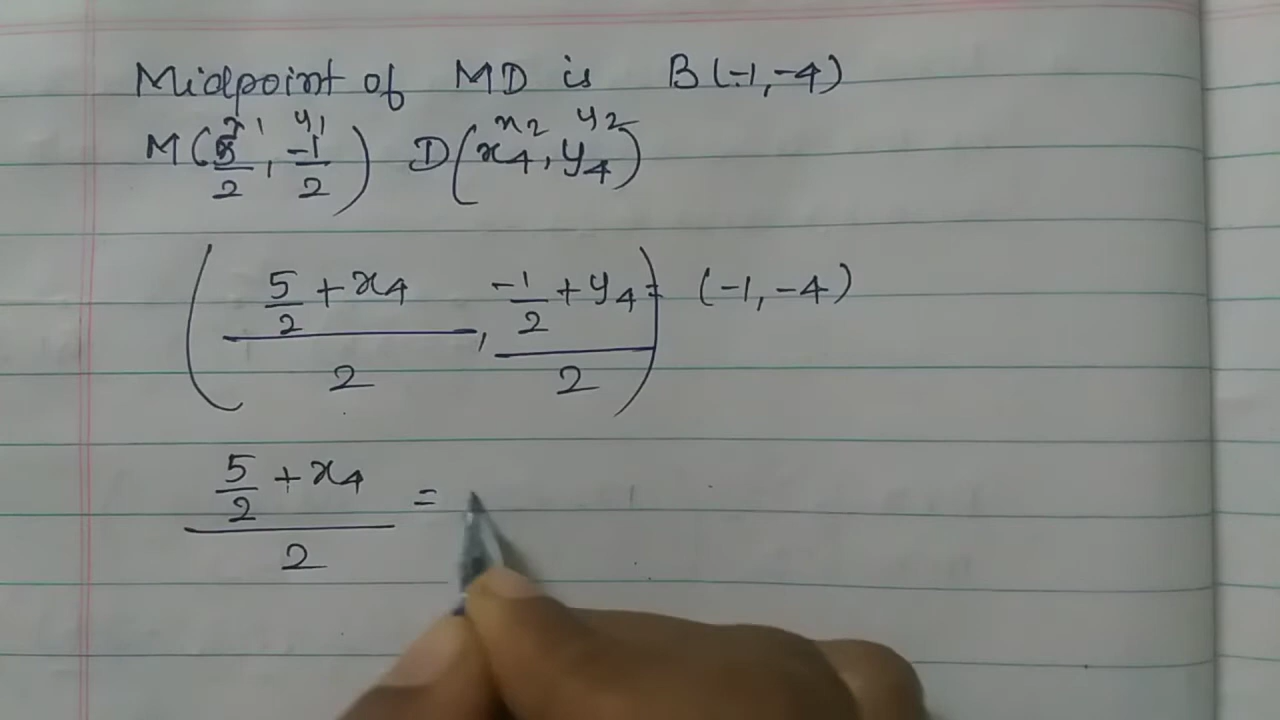 Midpoint of MD is B(-1,-4)
x1 y1 x2 y2
M(5/2, -1/2) D(x4, y4)
((5/2 + x4)/2, (-1/2 + y4)/2) = (-1,-4)
(5/2 + x4)/2 =